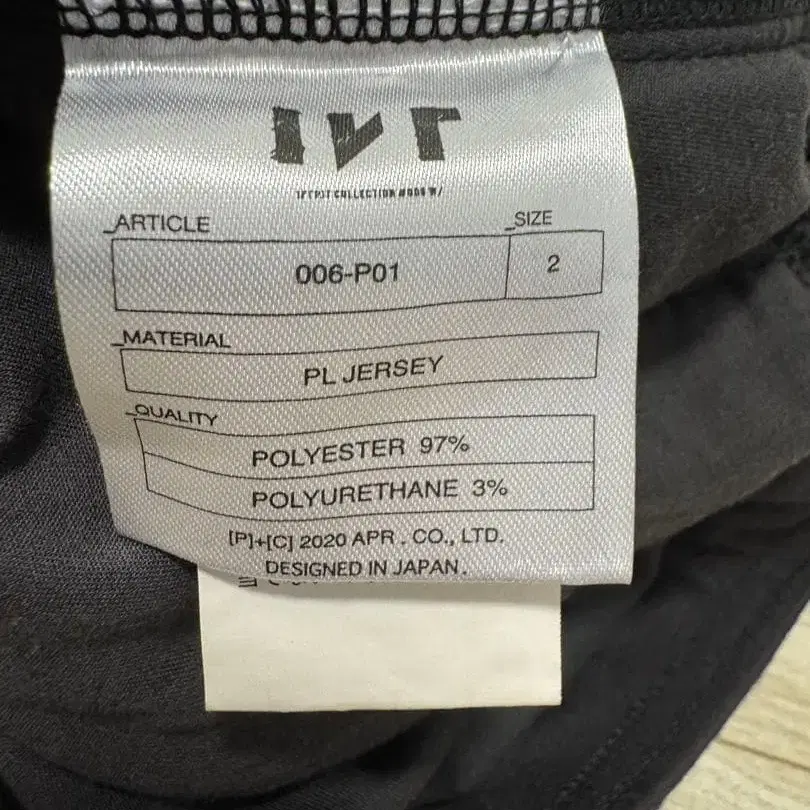 _ARTICLE
_SIZE
006-P01
2
_MATERIAL
PL JERSEY
_QUALITY
POLYESTER 97%
POLYURETHANE 3%
[P]+[C] 2020 APR . CO., LTD.
DESIGNED IN JAPAN.